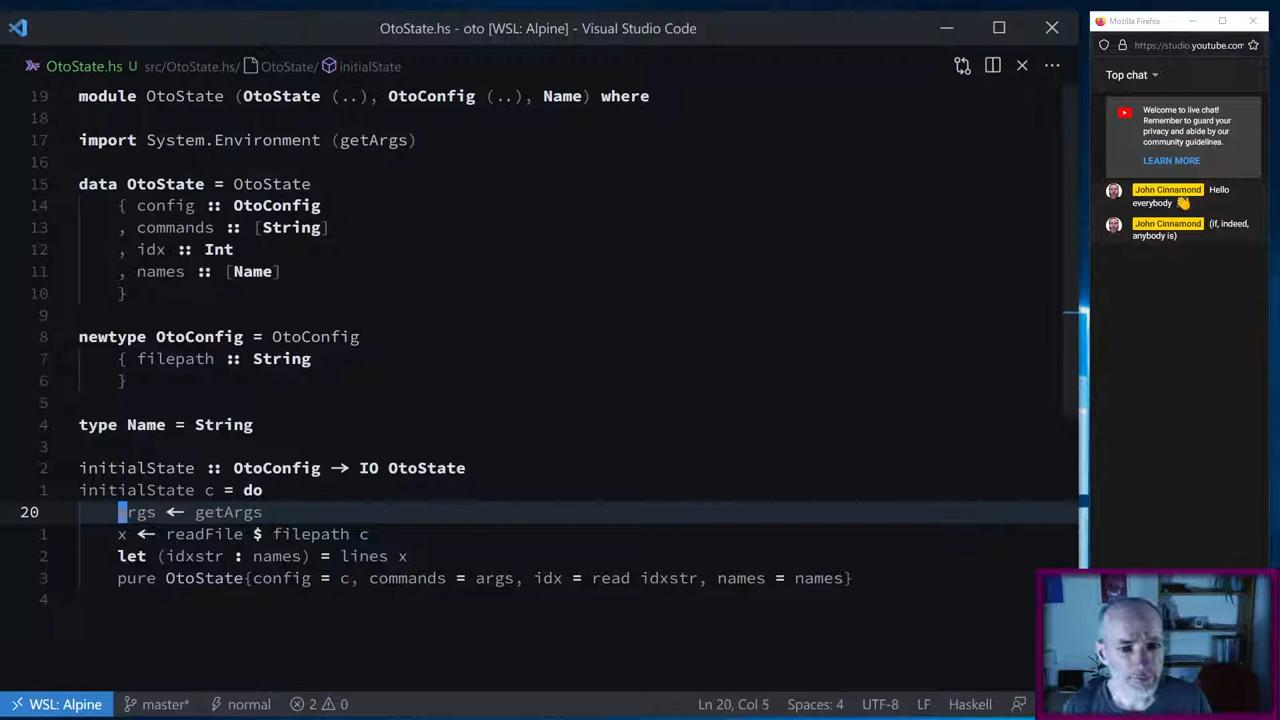 OtoState.hs - oto [WSL: Alpine] - Visual Studio Code
OtoState.hs U src/OtoState.hs/ OtoState/ initialState
19 module OtoState (OtoState (..), OtoConfig (..), Name) where
18
17 import System.Environment (getArgs)
16
15 data OtoState = OtoState
14 { config :: OtoConfig
13 , commands :: [String]
12 , idx :: Int
11 , names :: [Name]
10 }
9
8 newtype OtoConfig = OtoConfig
7 { filepath :: String
6 }
5
4 type Name = String
3
2 initialState :: OtoConfig → IO OtoState
1 initialState c = do
20 args ← getArgs
1 x ← readFile $ filepath c
2 let (idxstr : names) = lines x
3 pure OtoState{config = c, commands = args, idx = read idxstr, names = names}
4
WSL: Alpine master* normal 2 0 Ln 20, Col 5 Spaces: 4 UTF-8 LF Haskell
Mozilla Firefox
https://studio.youtube.com
Top chat
Welcome to live chat!
Remember to guard your
privacy and abide by our
community guidelines.
LEARN MORE
John Cinnamond Hello
everybody 👋
John Cinnamond (if, indeed,
anybody is)